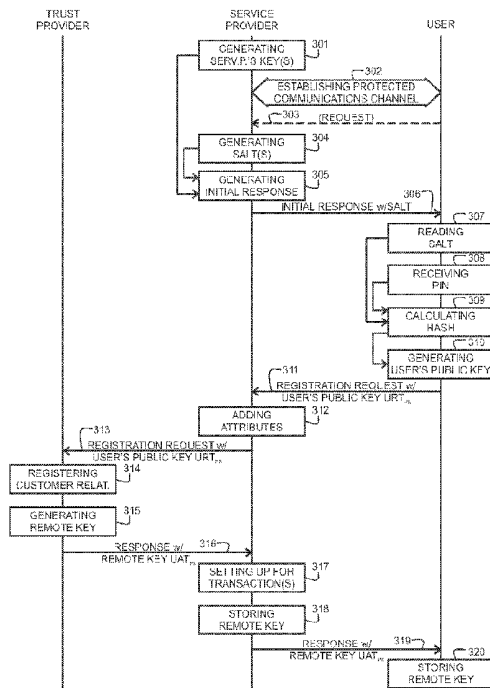 TRUST PROVIDER
SERVICE PROVIDER
USER
301
GENERATING
SERV.P.'S KEY(S)
302
ESTABLISHING PROTECTED
COMMUNICATIONS CHANNEL
303
(REQUEST)
304
GENERATING
SALT(S)
305
GENERATING
INITIAL RESPONSE
306
INITIAL RESPONSE w/SALT
307
READING
SALT
308
RECEIVING
PIN
309
CALCULATING
HASH
310
GENERATING
USER'S PUBLIC KEY
311
REGISTRATION REQUEST w/
USER'S PUBLIC KEY URT
312
ADDING
ATTRIBUTES
313
REGISTRATION REQUEST w/
USER'S PUBLIC KEY URT
314
REGISTERING
CUSTOMER RELAT.
315
GENERATING
REMOTE KEY
316
RESPONSE w/
REMOTE KEY UAT
317
SETTING UP FOR
TRANSACTION(S)
318
STORING
REMOTE KEY
319
RESPONSE w/
REMOTE KEY UAT
320
STORING
REMOTE KEY